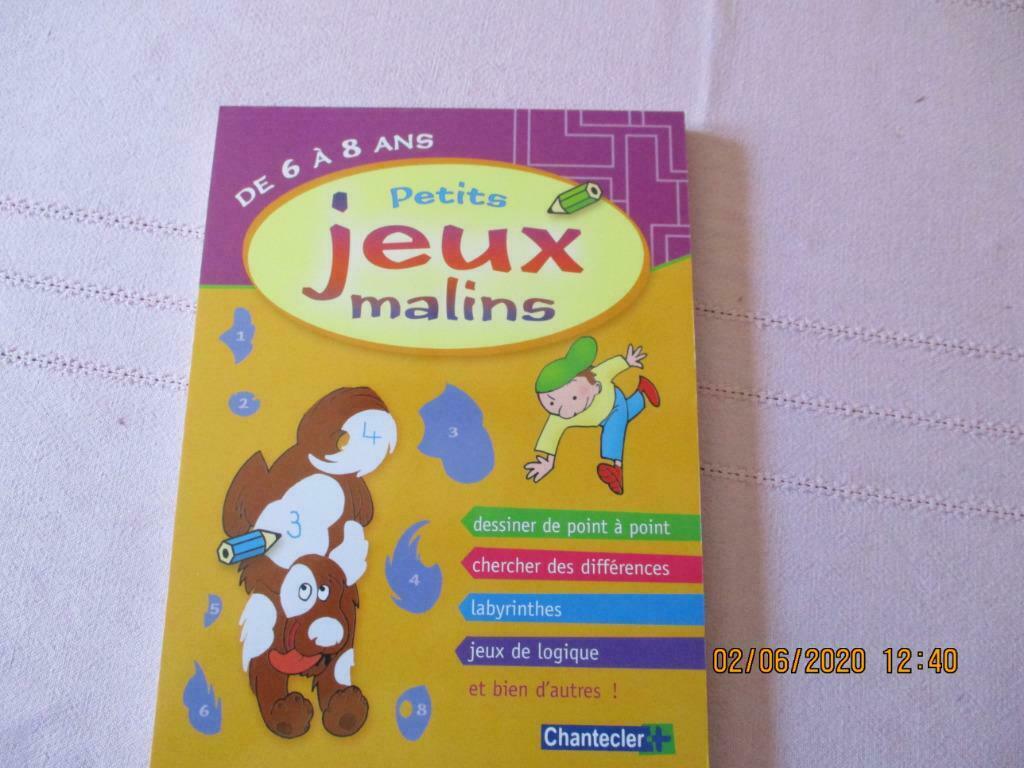 DE 6 À 8 ANS
Petits
jeux
malins
1
2
3
4
3
4
5
6
8
dessiner de point à point
chercher des différences
labyrinthes
jeux de logique
et bien d'autres !
Chantecler+
02/06/2020 12:40